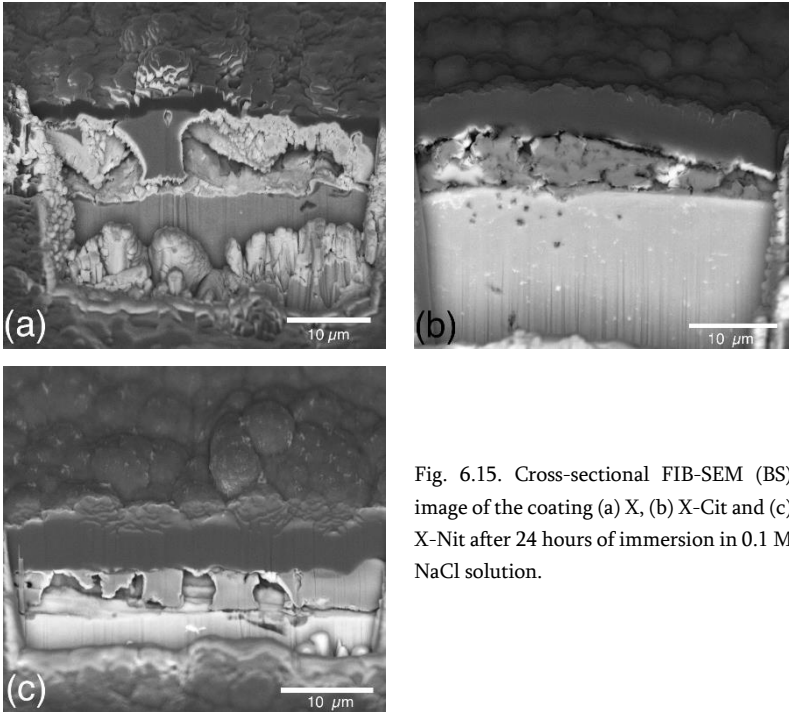 (a)
10 µm
(b)
10 µm
(c)
10 µm
Fig. 6.15. Cross-sectional FIB-SEM (BS)
image of the coating (a) X, (b) X-Cit and (c)
X-Nit after 24 hours of immersion in 0.1 M
NaCl solution.